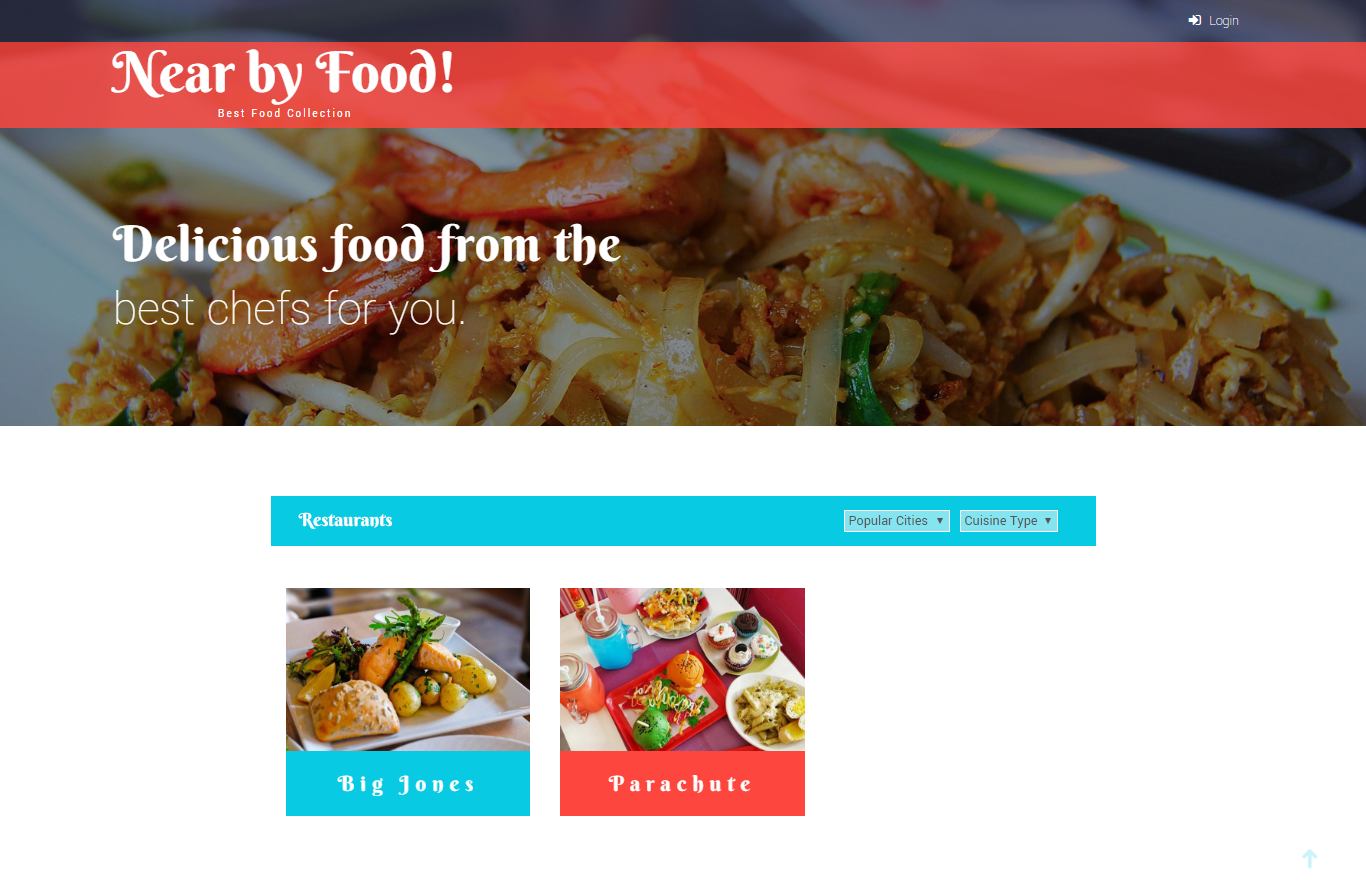 Login
Near by Food!
Best Food Collection
Delicious food from the
best chefs for you.
Restaurants
Popular Cities
Cuisine Type
Big Jones
Parachute